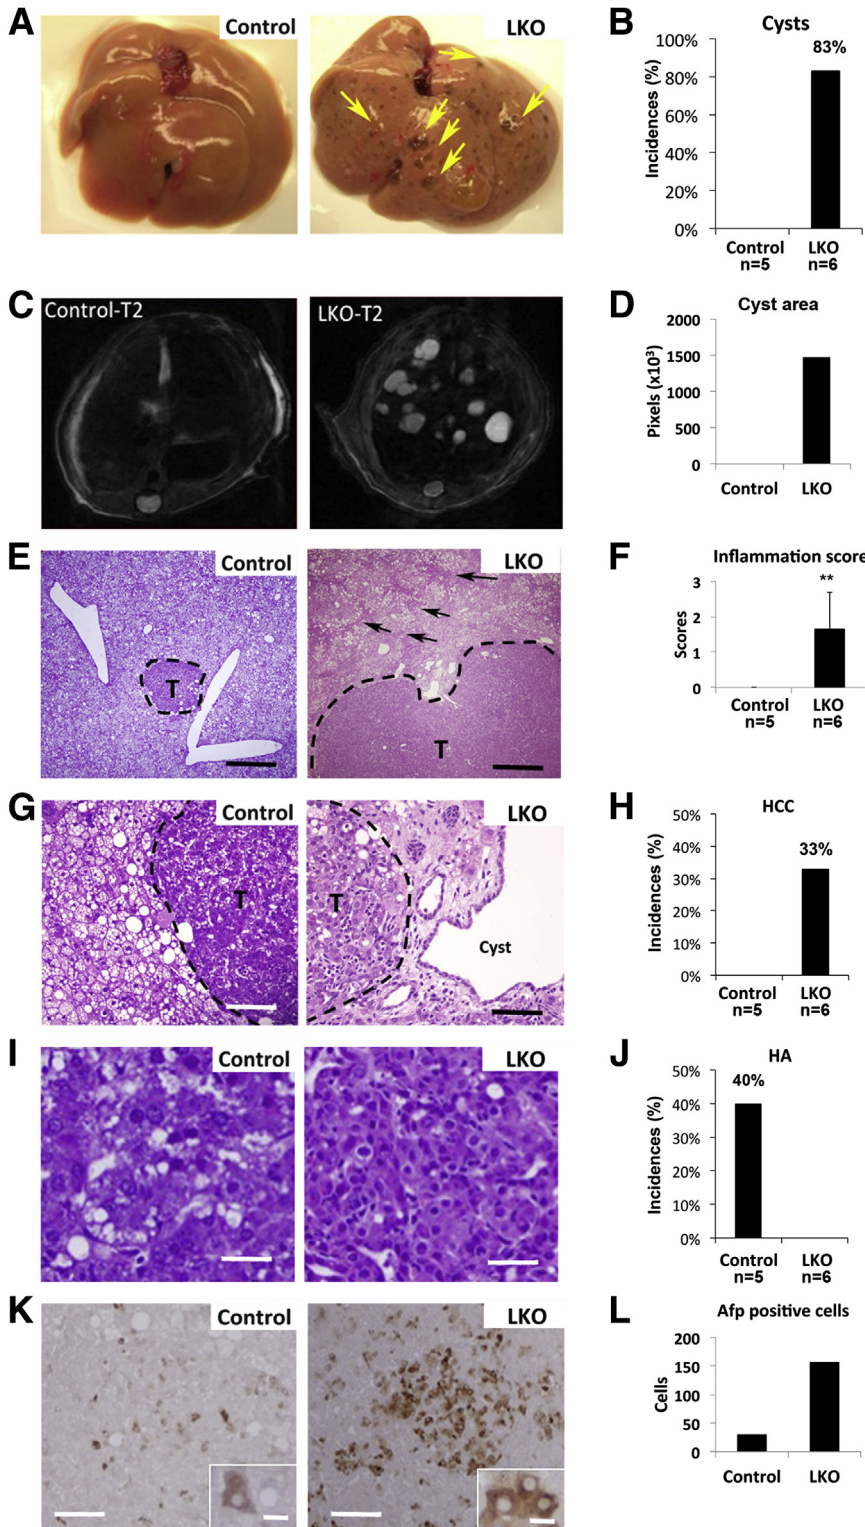 A
Control
LKO
B
Cysts
Incidences (%)
100%
80%
60%
40%
20%
0%
83%
Control
n=5
LKO
n=6
C
Control-T2
LKO-T2
D
Cyst area
Pixels (x10³)
2000
1500
1000
500
0
Control
LKO
E
Control
T
LKO
T
F
Inflammation score
Scores
3
2
1
0
**
Control
n=5
LKO
n=6
G
Control
T
LKO
T
Cyst
H
HCC
Incidences (%)
50%
40%
30%
20%
10%
0%
33%
Control
n=5
LKO
n=6
I
Control
LKO
J
HA
Incidences (%)
50%
40%
30%
20%
10%
0%
40%
Control
n=5
LKO
n=6
K
Control
LKO
L
Afp positive cells
Cells
200
150
100
50
0
Control
LKO